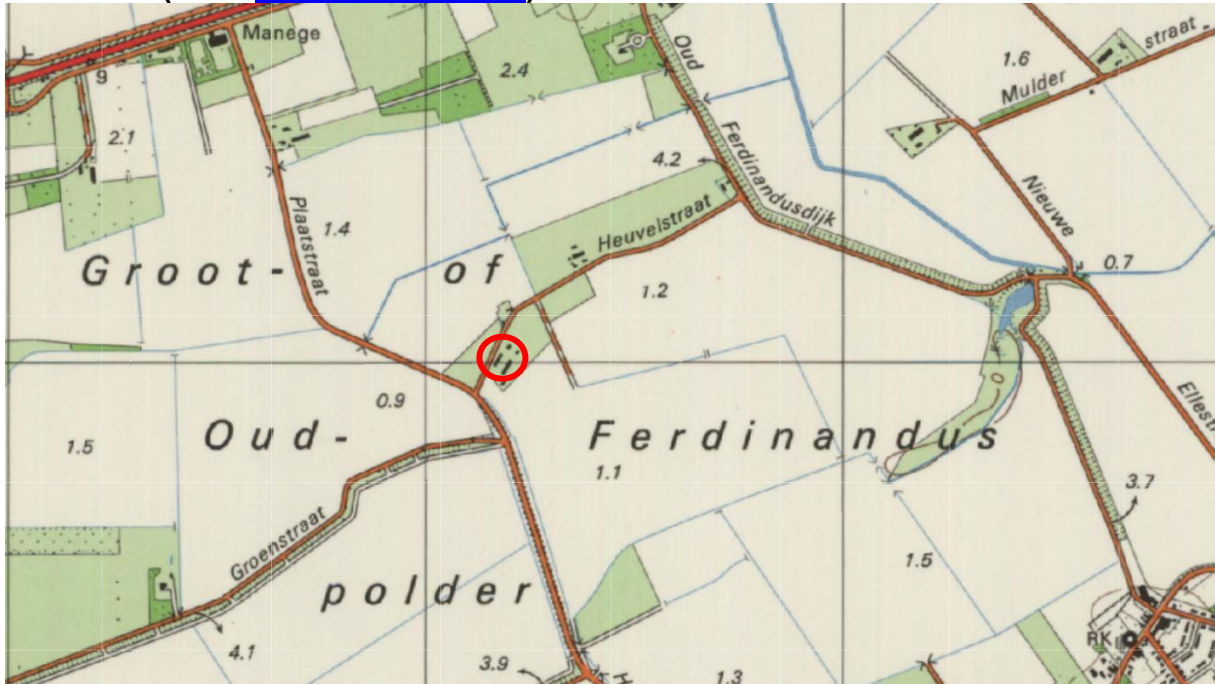 Manege
Oud
straat
1.6
9
2.4
Mulder
2.1
Ferdinandusdijk
4.2
Nieuwe
Plaatstraat
Heuvelstraat
1.4
0.7
Groot- of
1.2
0
0.9
Ellestr
Oud- Ferdinandus
1.5
1.1
3.7
Groenstraat
1.5
polder
RK
4.1
3.9
H
1.3